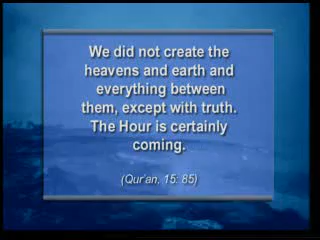 We did not create the
heavens and earth and
everything between
them, except with truth.
The Hour is certainly
coming.
(Qur'an, 15: 85)